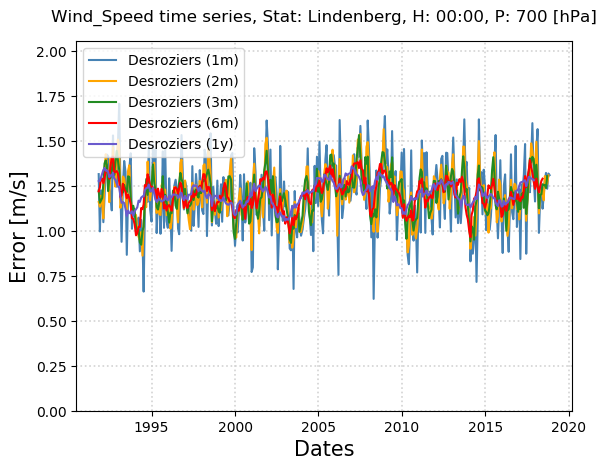 Wind_Speed time series, Stat: Lindenberg, H: 00:00, P: 700 [hPa]
Desroziers (1m)
Desroziers (2m)
Desroziers (3m)
Desroziers (6m)
Desroziers (1y)
2.00
1.75
1.50
1.25
1.00
0.75
0.50
0.25
0.00
Error [m/s]
1995 2000 2005 2010 2015 2020
Dates